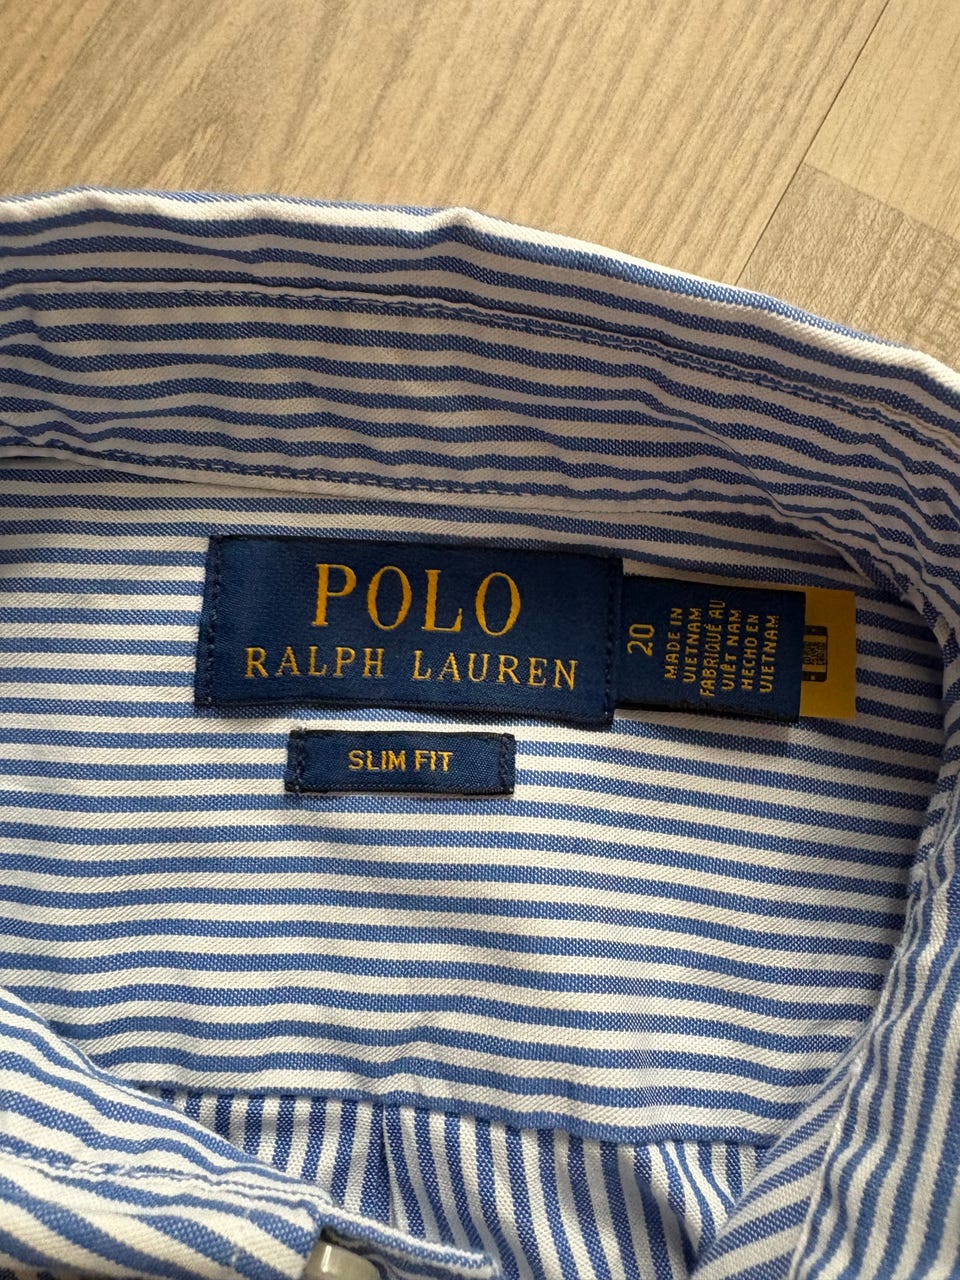 POLO
RALPH LAUREN
SLIM FIT
20
MADE IN
VIETNAM
FABRIQUÉ AU
VIÊT NAM
HECHO EN
VIETNAM